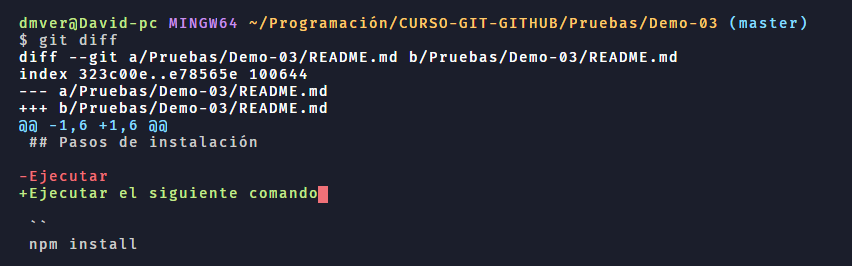 dmver@David-pc MINGW64 ~/Programación/CURSO-GIT-GITHUB/Pruebas/Demo-03 (master)
$ git diff
diff --git a/Pruebas/Demo-03/README.md b/Pruebas/Demo-03/README.md
index 323c00e..e78565e 100644
--- a/Pruebas/Demo-03/README.md
+++ b/Pruebas/Demo-03/README.md
@@ -1,6 +1,6 @@
 ## Pasos de instalación

-Ejecutar
+Ejecutar el siguiente comando

 ``
 npm install